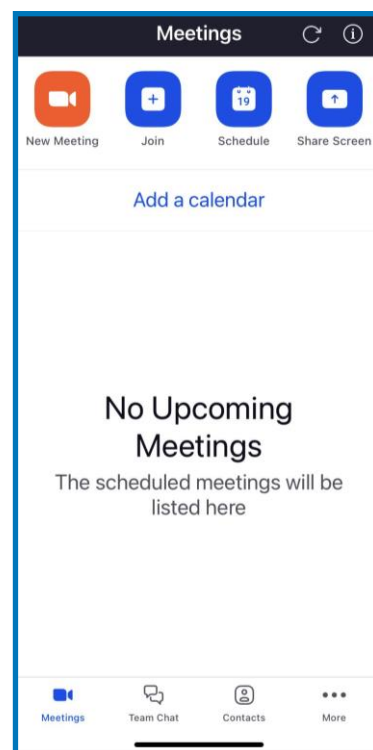 Meetings
New Meeting Join Schedule Share Screen
19
Add a calendar
No Upcoming
Meetings
The scheduled meetings will be
listed here
Meetings Team Chat Contacts More